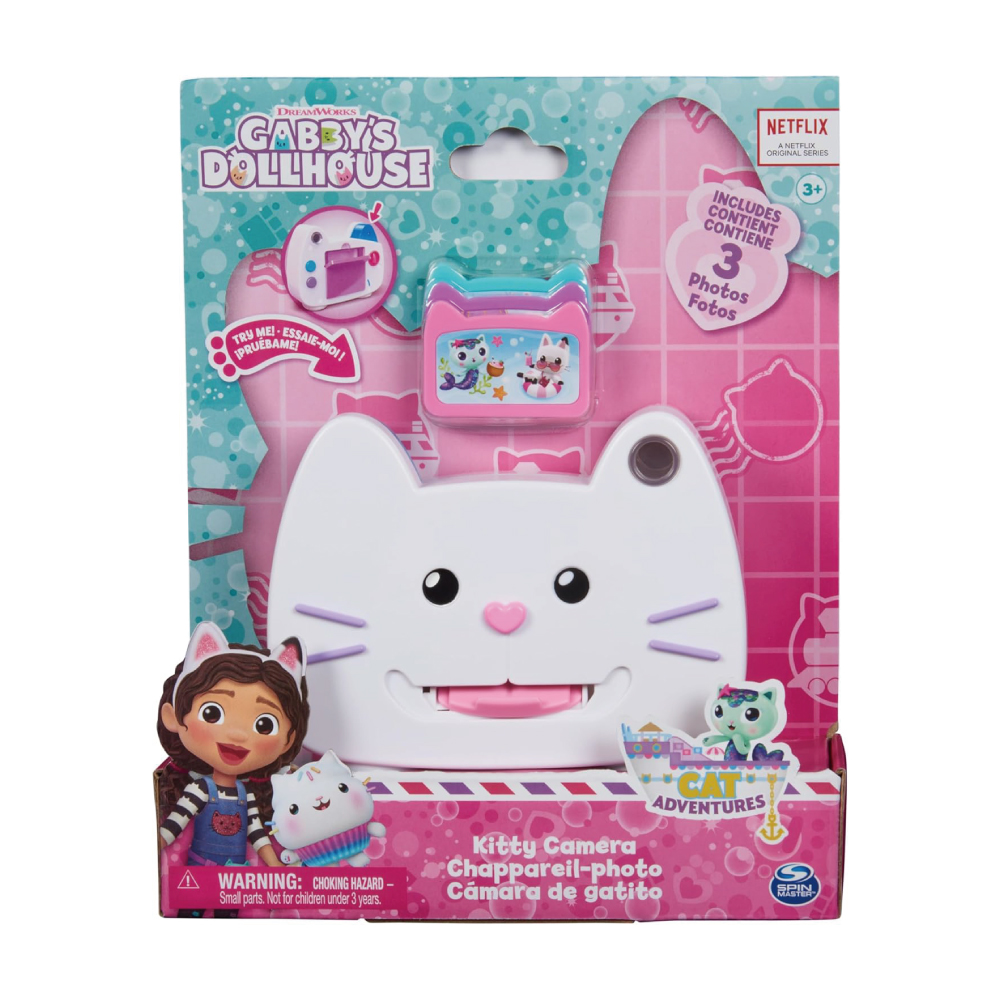 DREAMWORKS
GABBY'S
DOLLHOUSE
NETFLIX
A NETFLIX
ORIGINAL SERIES
3+
INCLUDES
CONTIENT
CONTIENE
3
Photos
Fotos
TRY ME! - ESSAIE-MOI !
¡PRUÉBAME!
CAT
ADVENTURES
Kitty Camera
Chappareil-photo
Cámara de gatito
WARNING: CHOKING HAZARD –
Small parts. Not for children under 3 years.
SPIN
MASTER™